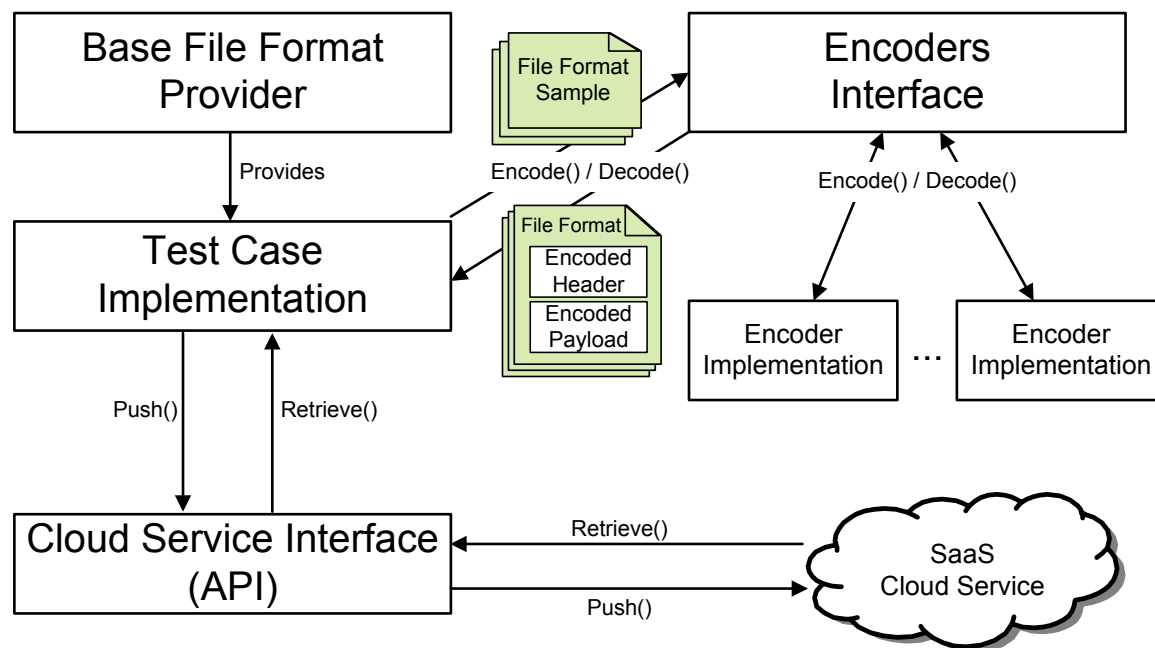 Base File Format
Provider
File Format
Sample
Encoders
Interface
Provides
Encode() / Decode()
Encode() / Decode()
Test Case
Implementation
File Format
Encoded
Header
Encoded
Payload
Encoder
Implementation
...
Encoder
Implementation
Push()
Retrieve()
Cloud Service Interface
(API)
Retrieve()
Push()
SaaS
Cloud Service